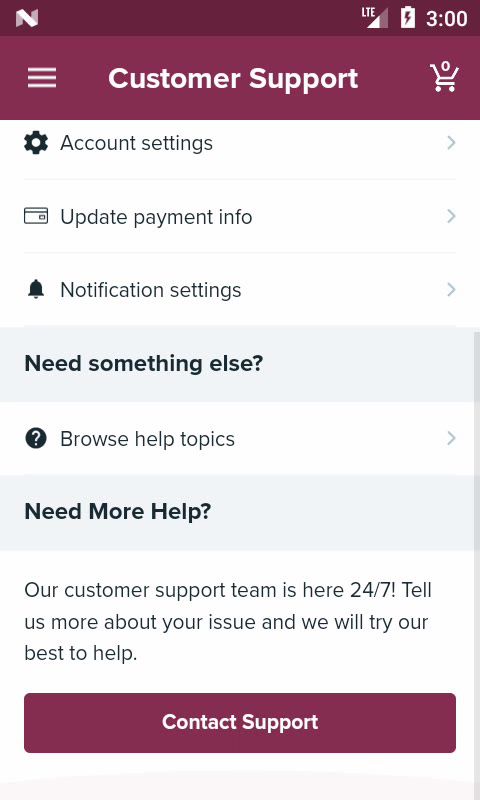 LTE
3:00
Customer Support
0
Account settings
Update payment info
Notification settings
Need something else?
Browse help topics
Need More Help?
Our customer support team is here 24/7! Tell
us more about your issue and we will try our
best to help.
Contact Support